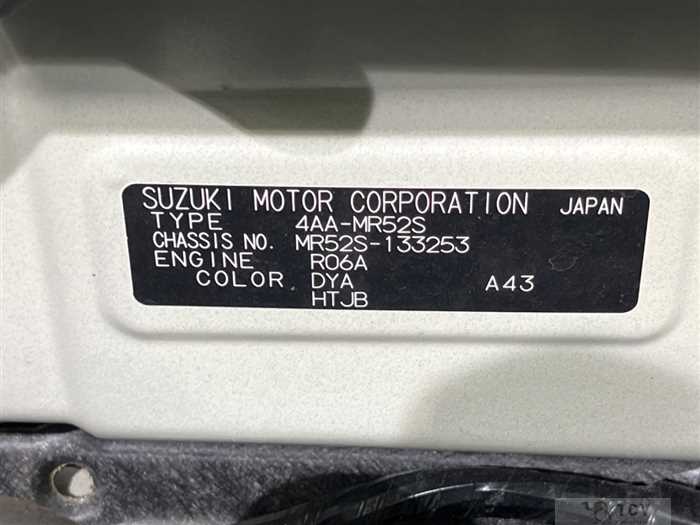 SUZUKI MOTOR CORPORATION JAPAN
TYPE 4AA-MR52S
CHASSIS NO. MR52S-133253
ENGINE R06A
COLOR DYA A43
HTJB